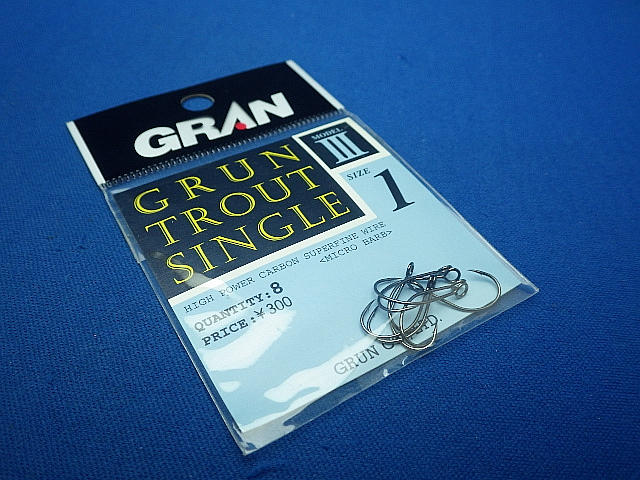 GRAN
GRUN
TROUT
SINGLE
MODEL
III
SIZE
1
HIGH POWER CARBON SUPERFINE WIRE
<MICRO BARB>
QUANTITY:8
PRICE:¥300
GRUN